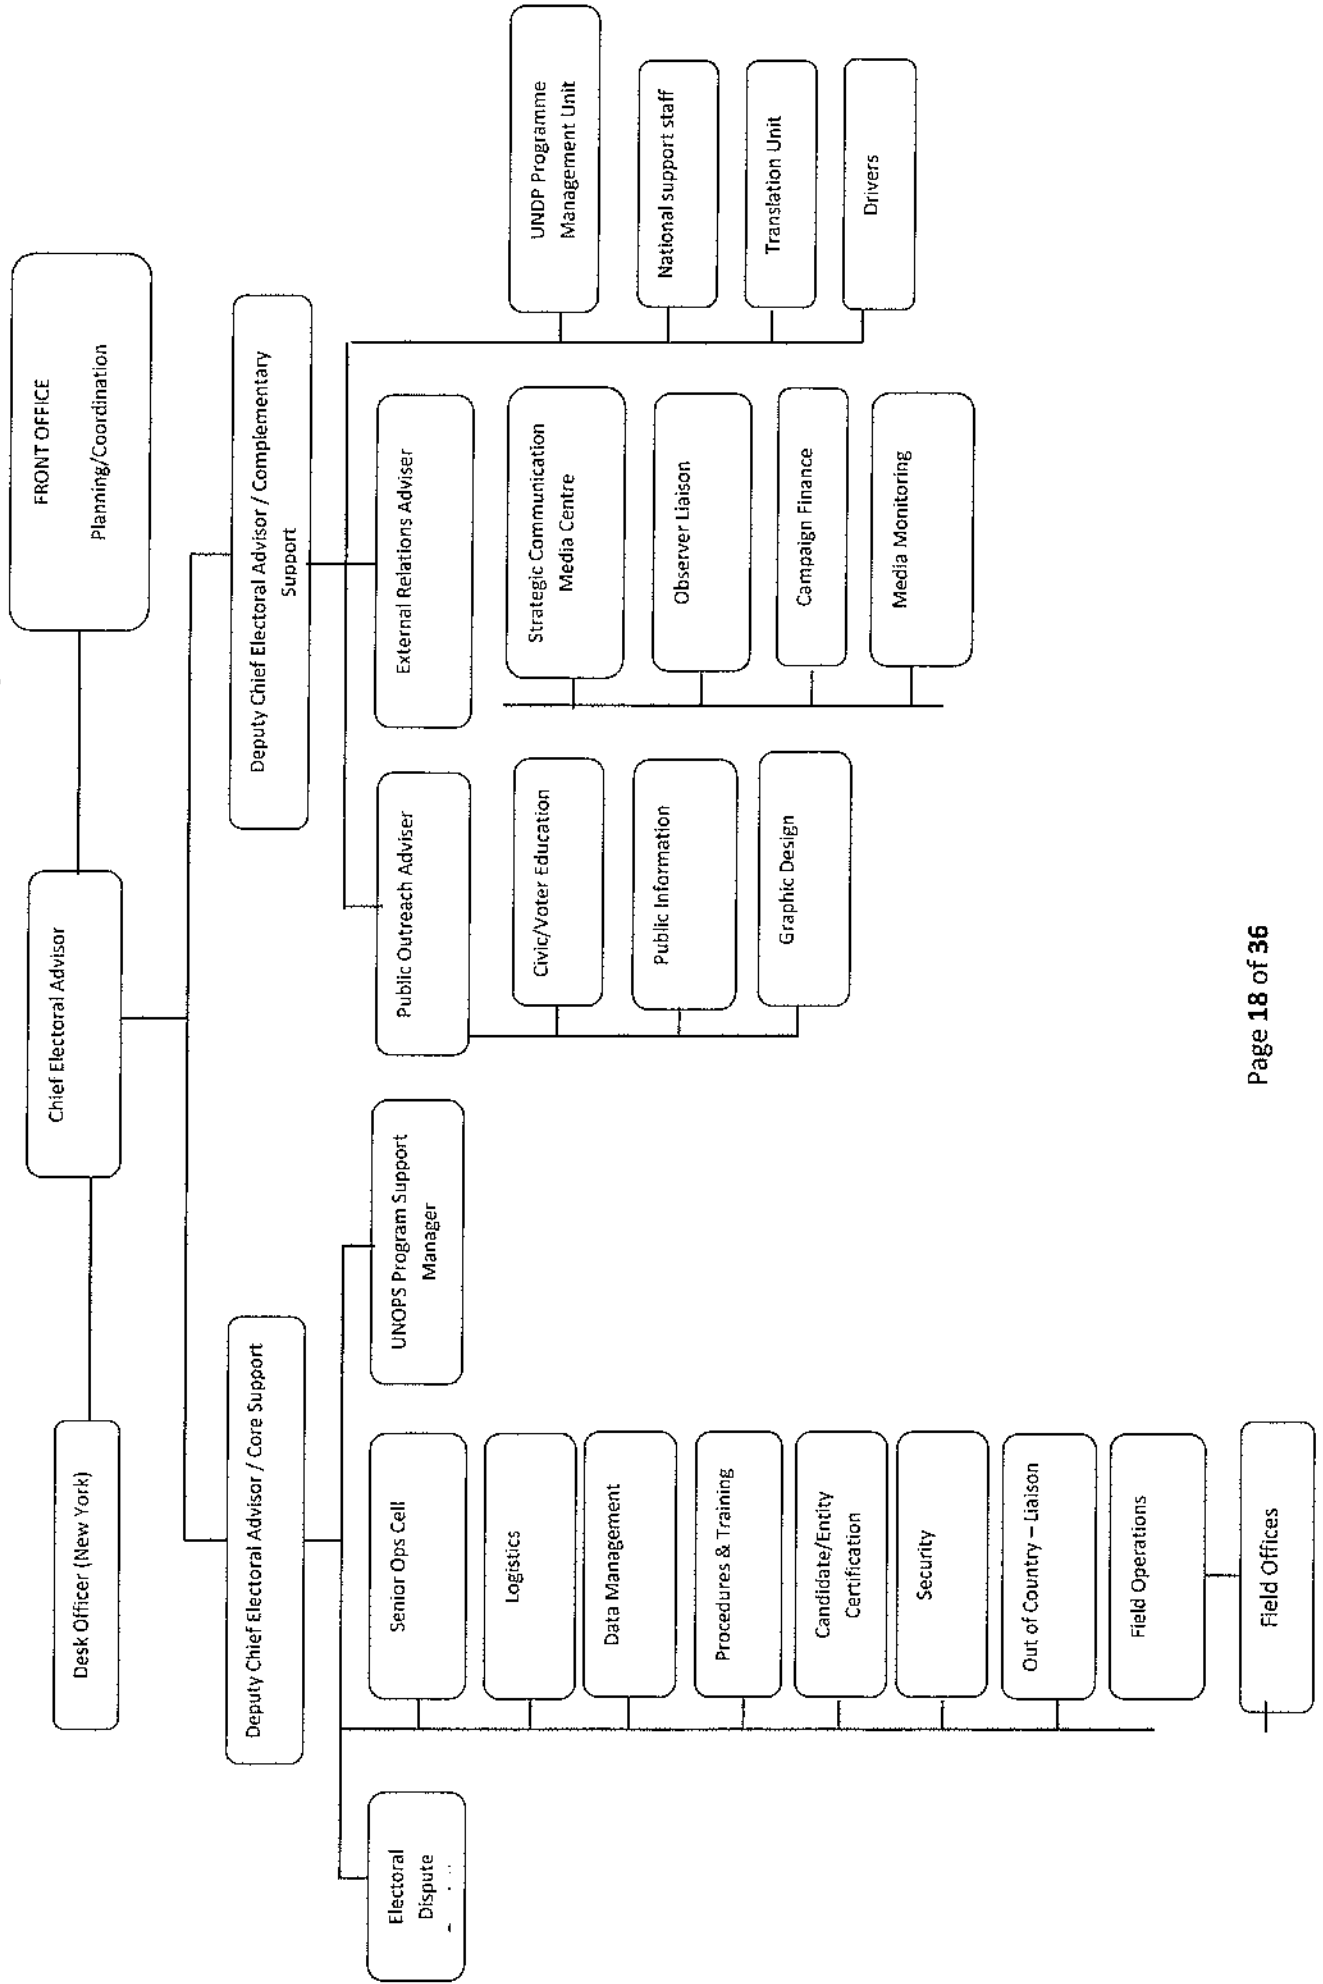 FRONT OFFICE
Planning/Coordination
Chief Electoral Advisor
Desk Officer (New York)
Deputy Chief Electoral Advisor / Core Support
Deputy Chief Electoral Advisor / Complementary
Support
Electoral
Dispute
Senior Ops Cell
Logistics
Data Management
Procedures & Training
Candidate/Entity
Certification
Security
Out of Country – Liaison
Field Operations
Field Offices
UNOPS Program Support
Manager
Public Outreach Adviser
Civic/Voter Education
Public Information
Graphic Design
External Relations Adviser
Strategic Communication
Media Centre
Observer Liaison
Campaign Finance
Media Monitoring
UNDP Programme
Management Unit
National support staff
Translation Unit
Drivers
Page 18 of 36